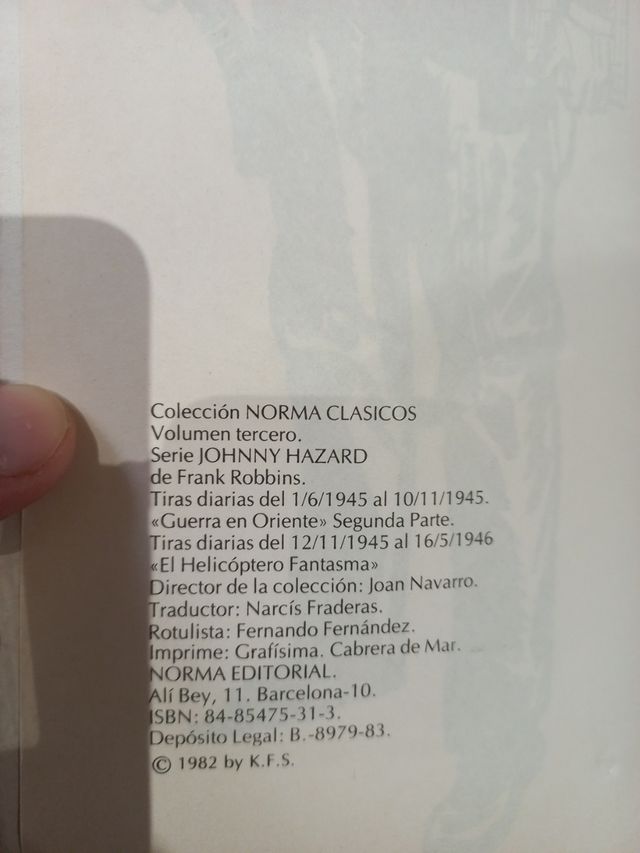 Colección NORMA CLASICOS
Volumen tercero.
Serie JOHNNY HAZARD
de Frank Robbins.
Tiras diarias del 1/6/1945 al 10/11/1945.
«Guerra en Oriente» Segunda Parte.
Tiras diarias del 12/11/1945 al 16/5/1946
«El Helicóptero Fantasma»
Director de la colección: Joan Navarro.
Traductor: Narcís Fraderas.
Rotulista: Fernando Fernández.
Imprime: Grafísima. Cabrera de Mar.
NORMA EDITORIAL.
Alí Bey, 11. Barcelona-10.
ISBN: 84-85475-31-3.
Depósito Legal: B.-8979-83.
© 1982 by K.F.S.